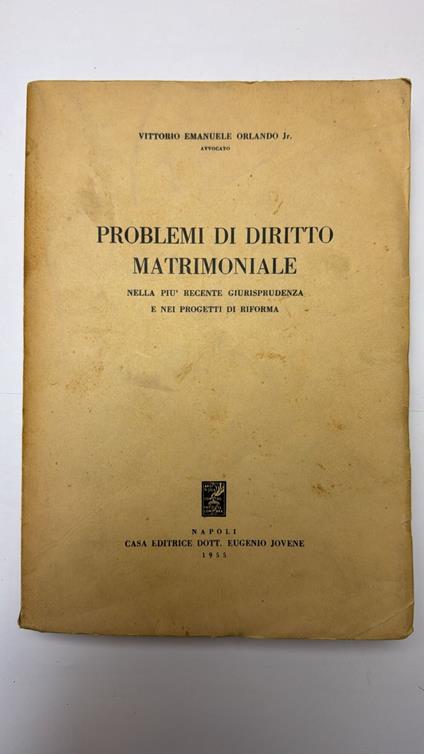 VITTORIO EMANUELE ORLANDO Jr.
AVVOCATO
PROBLEMI DI DIRITTO
MATRIMONIALE
NELLA PIU' RECENTE GIURISPRUDENZA
E NEI PROGETTI DI RIFORMA
NAPOLI
CASA EDITRICE DOTT. EUGENIO JOVENE
1955